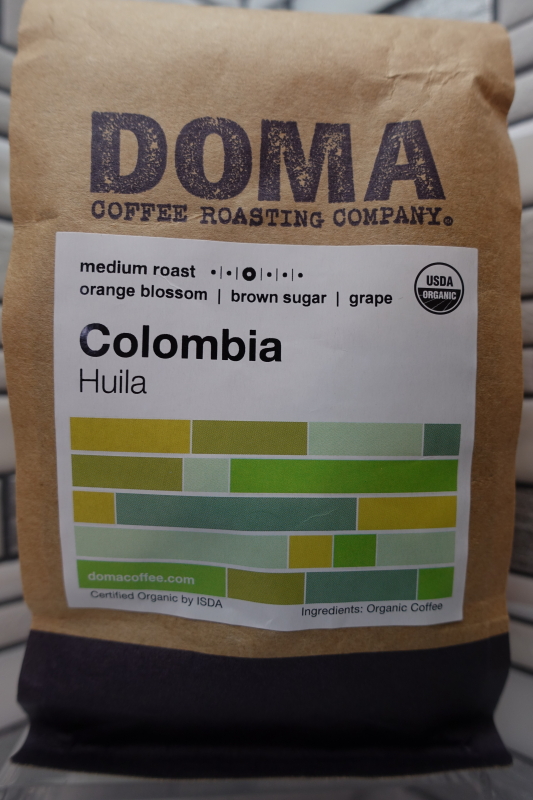 DOMA
COFFEE ROASTING COMPANY®
medium roast
orange blossom | brown sugar | grape
USDA
ORGANIC
Colombia
Huila
domacoffee.com
Certified Organic by ISDA
Ingredients: Organic Coffee